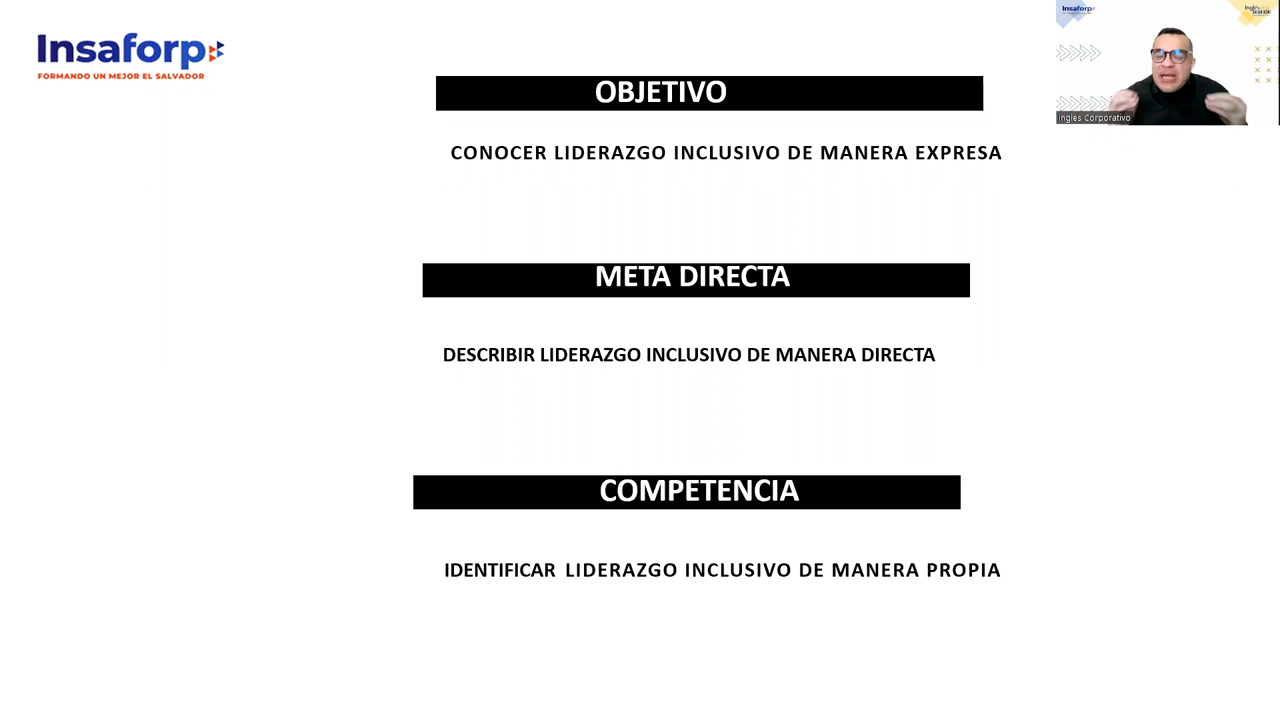 Insaforp
FORMANDO UN MEJOR EL SALVADOR
Insaforp
OBJETIVO
Ingles Corporativo
CONOCER LIDERAZGO INCLUSIVO DE MANERA EXPRESA
META DIRECTA
DESCRIBIR LIDERAZGO INCLUSIVO DE MANERA DIRECTA
COMPETENCIA
IDENTIFICAR LIDERAZGO INCLUSIVO DE MANERA PROPIA